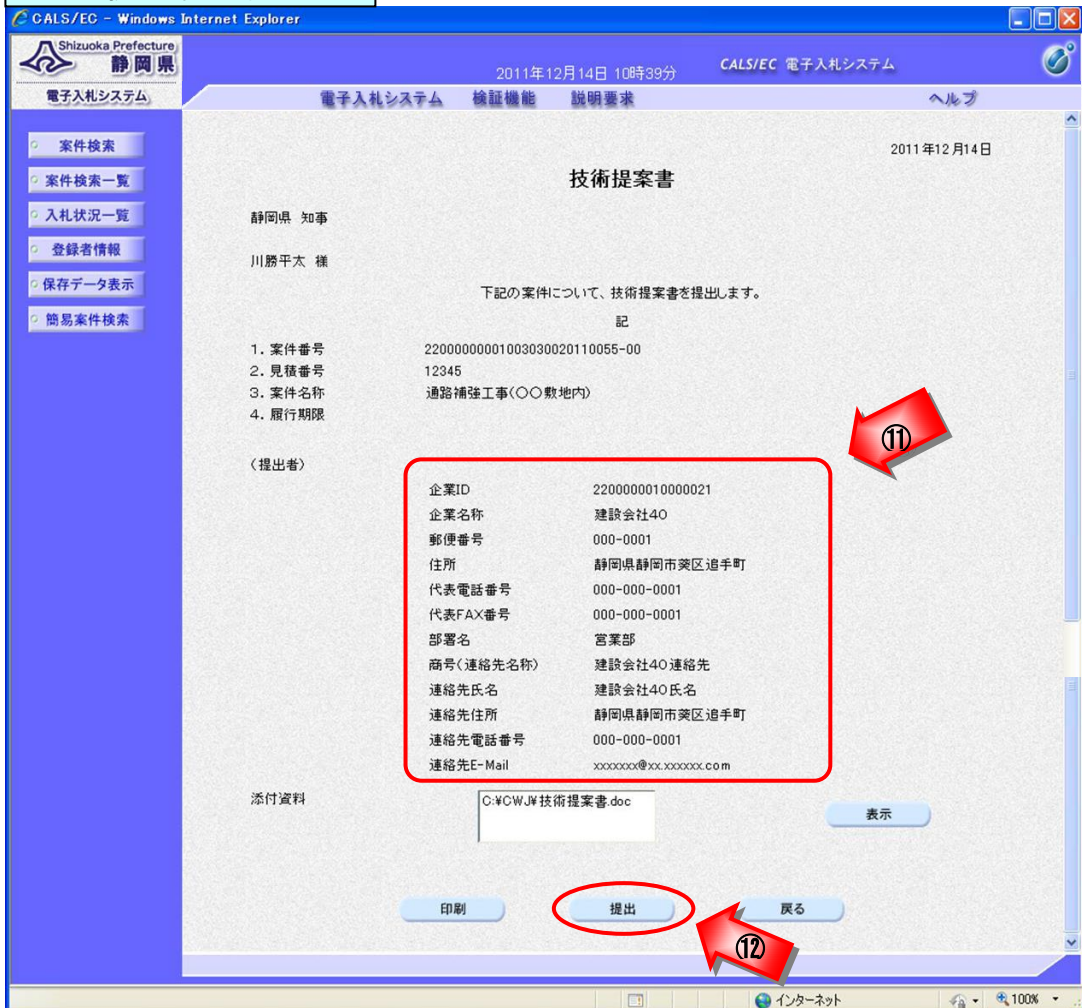 CALS/EC - Windows Internet Explorer
Shizuoka Prefecture
静岡県
電子入札システム
2011年12月14日 10時39分
CALS/EC 電子入札システム
電子入札システム 検証機能 説明要求 ヘルプ
案件検索
案件検索一覧
入札状況一覧
登録者情報
保存データ表示
簡易案件検索
2011年12月14日
技術提案書
静岡県 知事
川勝平太 様
下記の案件について、技術提案書を提出します。
記
1. 案件番号 22000000001003030020110055-00
2. 見積番号 12345
3. 案件名称 通路補強工事(〇〇敷地内)
4. 履行期限
⑪
(提出者)
企業ID 2200000010000021
企業名称 建設会社40
郵便番号 000-0001
住所 静岡県静岡市葵区追手町
代表電話番号 000-000-0001
代表FAX番号 000-000-0001
部署名 営業部
商号(連絡先名称) 建設会社40連絡先
連絡先氏名 建設会社40氏名
連絡先住所 静岡県静岡市葵区追手町
連絡先電話番号 000-000-0001
連絡先E-Mail xxxxxxx@xx.xxxxxx.com
添付資料 C:¥CWJ¥技術提案書.doc 表示
印刷 提出 戻る
⑫
インターネット 100%